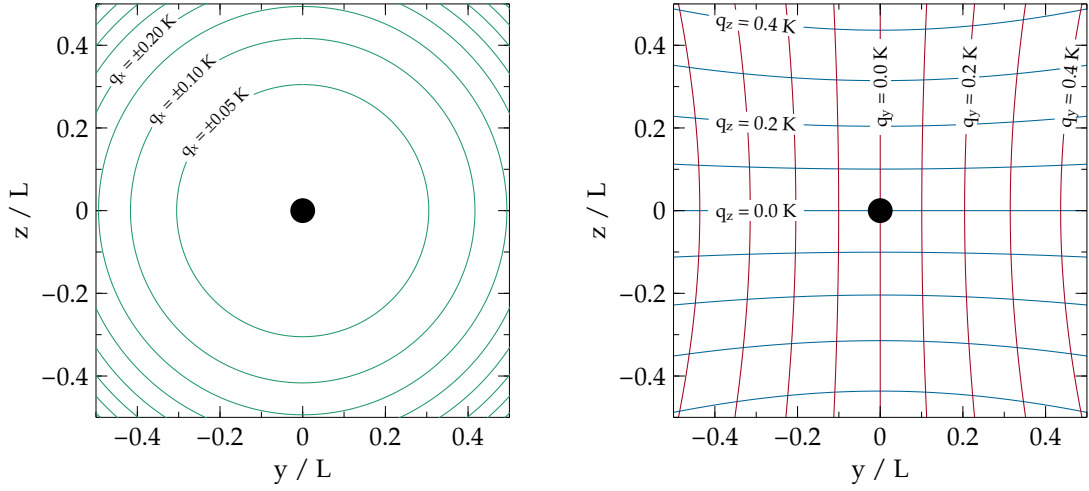 0.4
0.2
0
−0.2
−0.4
z / L
−0.4
−0.2
0
0.2
0.4
y / L
qₓ = ±0.20 K
qₓ = ±0.10 K
qₓ = ±0.05 K
0.4
0.2
0
−0.2
−0.4
z / L
−0.4
−0.2
0
0.2
0.4
y / L
q_z = 0.4 K
q_z = 0.2 K
q_z = 0.0 K
q_y = 0.0 K
q_y = 0.2 K
q_y = 0.4 K